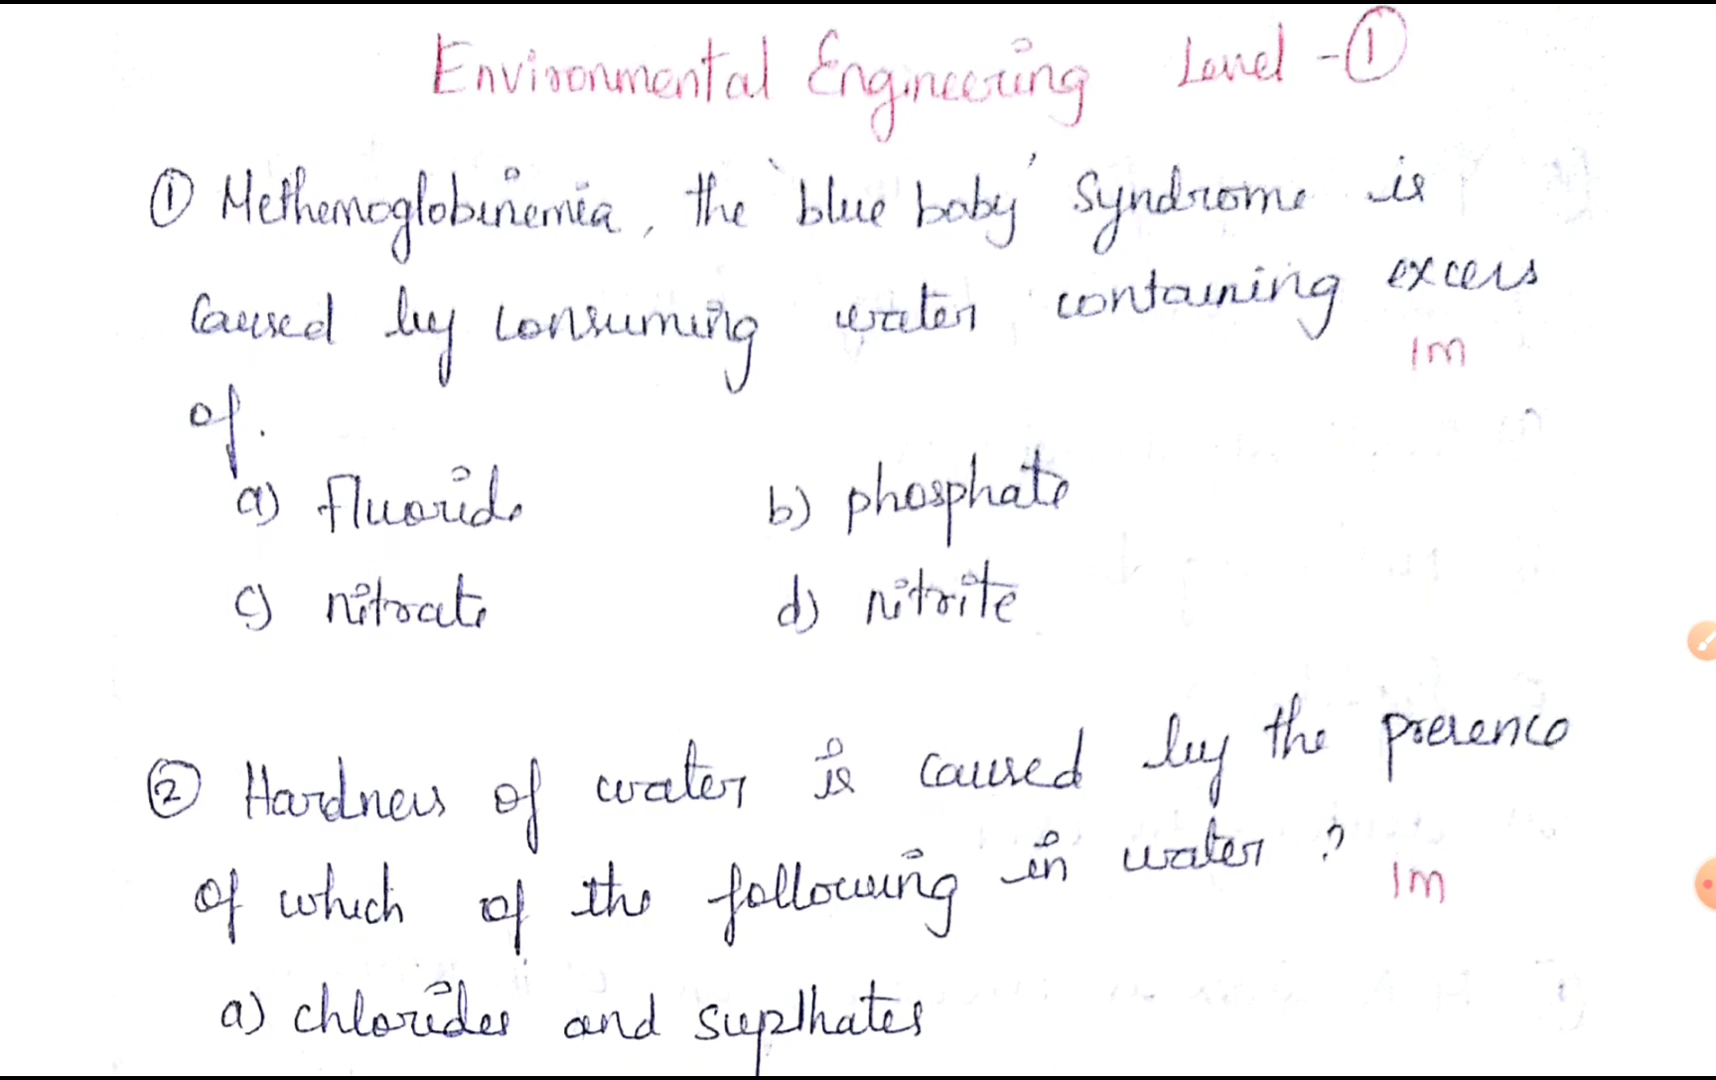 Environmental Engineering Level - ①
① Methemoglobinemia, the 'blue baby' syndrome is
caused by consuming water containing excess
1m
of.
a) fluoride b) phosphate
c) nitrate d) nitrite
② Hardness of water is caused by the presence
of which of the following in water ? 1m
a) chlorides and suplhates